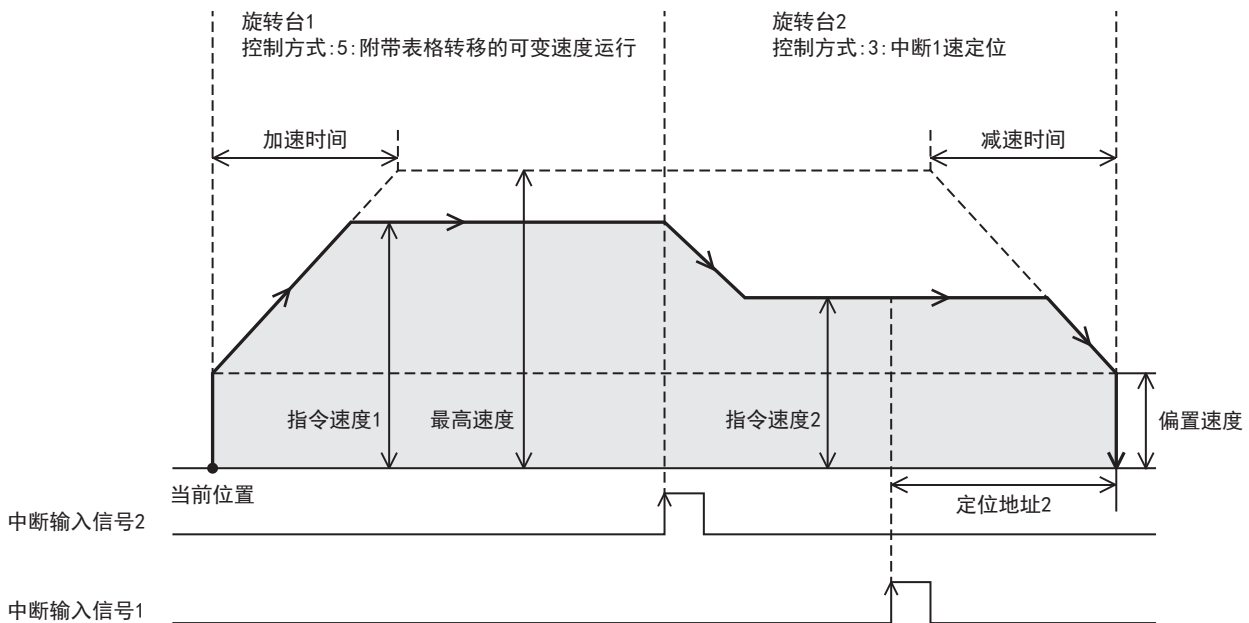 旋转台1
控制方式:5:附带表格转移的可变速度运行
旋转台2
控制方式:3:中断1速定位
加速时间
减速时间
指令速度1
最高速度
指令速度2
偏置速度
当前位置
定位地址2
中断输入信号2
中断输入信号1